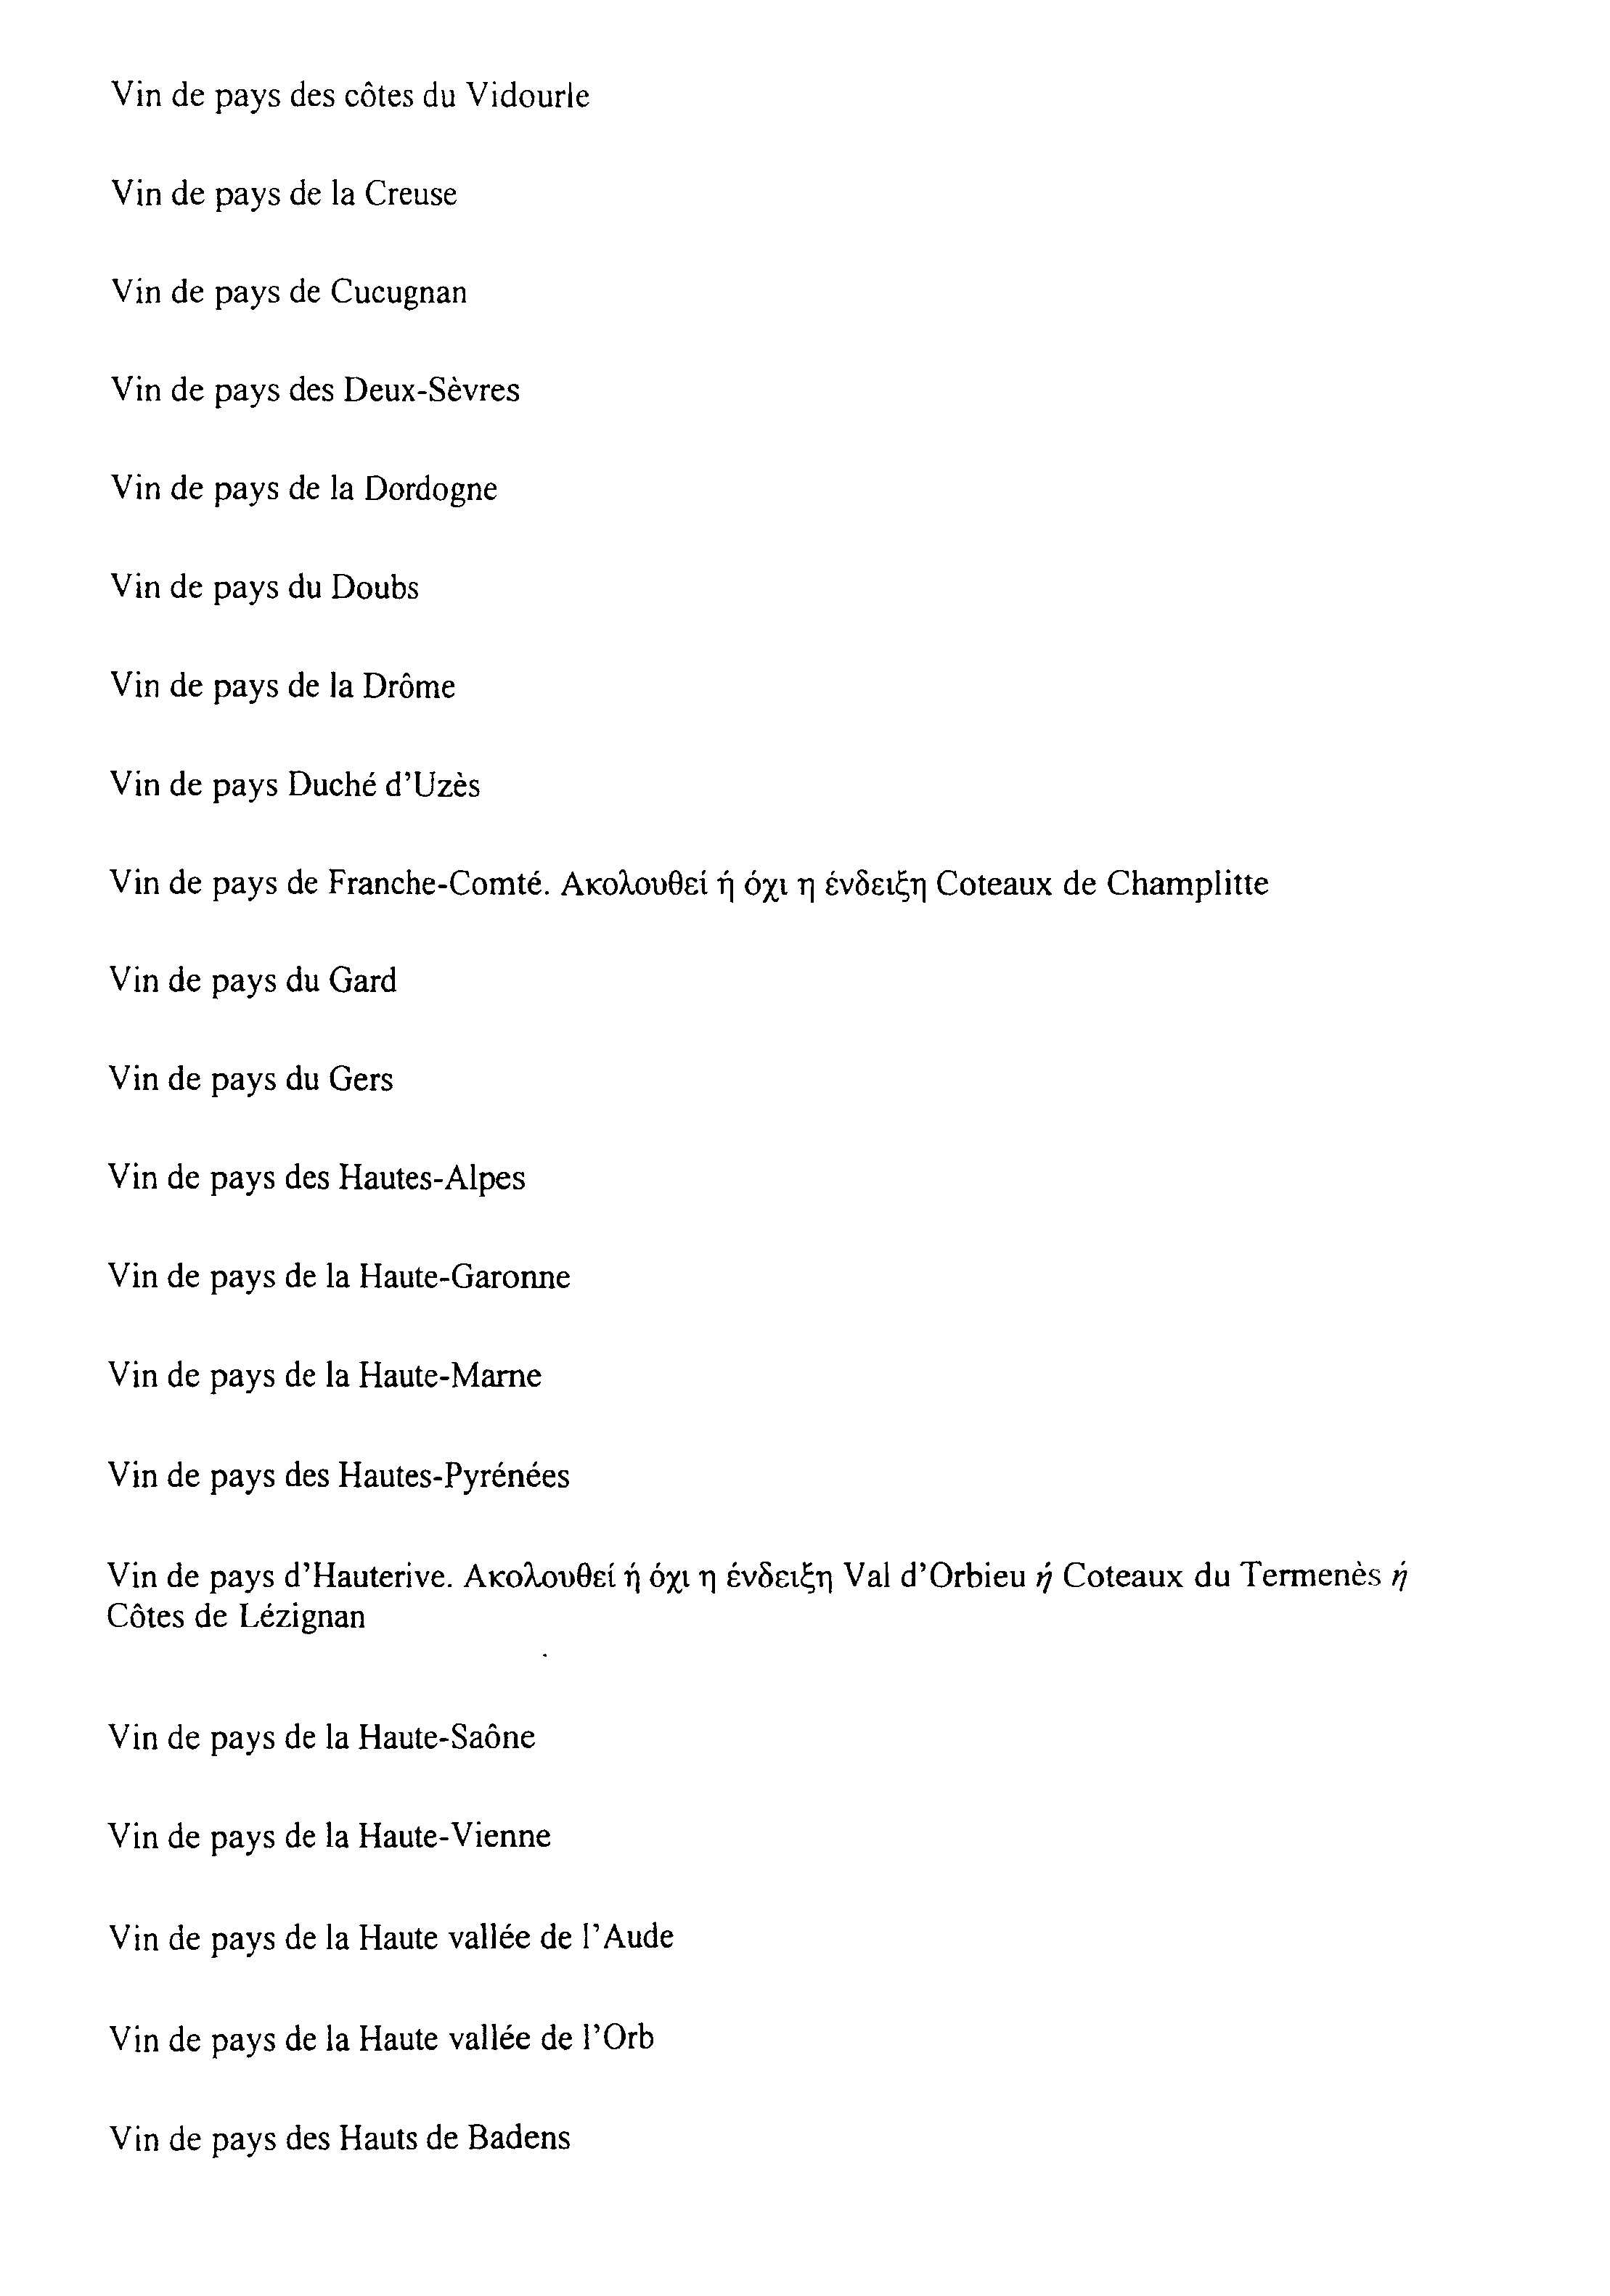 Vin de pays des côtes du Vidourle
Vin de pays de la Creuse
Vin de pays de Cucugnan
Vin de pays des Deux-Sèvres
Vin de pays de la Dordogne
Vin de pays du Doubs
Vin de pays de la Drôme
Vin de pays Duché d’Uzès
Vin de pays de Franche-Comté. Ακολουθεί ή όχι η ένδειξη Coteaux de Champlitte
Vin de pays du Gard
Vin de pays du Gers
Vin de pays des Hautes-Alpes
Vin de pays de la Haute-Garonne
Vin de pays de la Haute-Marne
Vin de pays des Hautes-Pyrénées
Vin de pays d’Hauterive. Ακολουθεί ή όχι η ένδειξη Val d’Orbieu ή Coteaux du Termenès ή
Côtes de Lézignan
Vin de pays de la Haute-Saône
Vin de pays de la Haute-Vienne
Vin de pays de la Haute vallée de l’Aude
Vin de pays de la Haute vallée de l’Orb
Vin de pays des Hauts de Badens